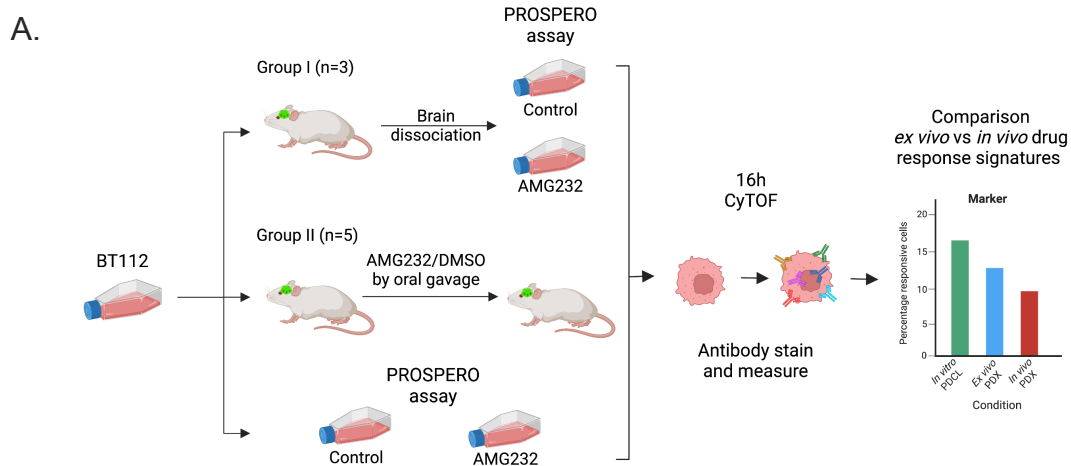 A.
PROSPERO
assay
Group I (n=3)
Brain
dissociation
Control
AMG232
BT112
Group II (n=5)
AMG232/DMSO
by oral gavage
PROSPERO
assay
Control
AMG232
16h
CyTOF
Antibody stain
and measure
Comparison
ex vivo vs in vivo drug
response signatures
Marker
Percentage responsive cells
20
15
10
5
0
In vitro
PDCL
Ex vivo
PDX
In vivo
PDX
Condition